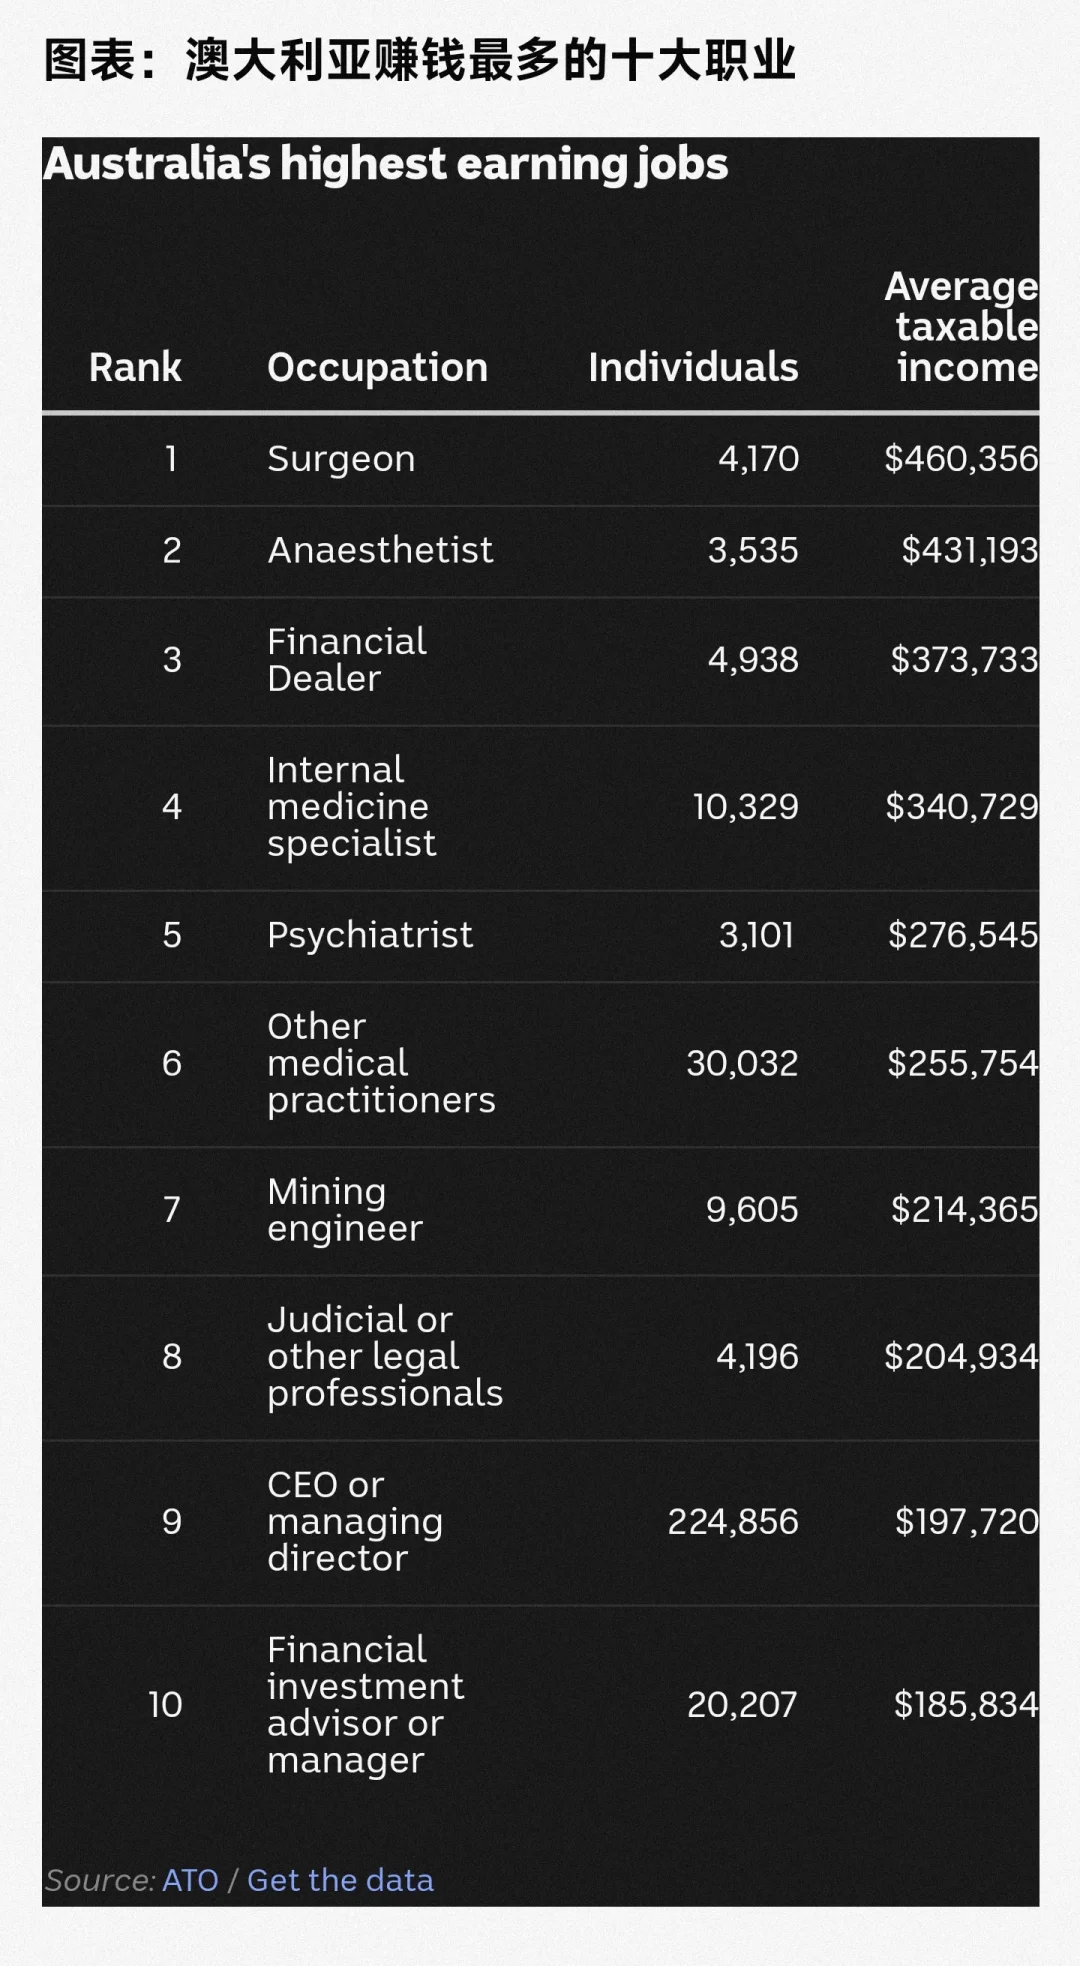 图表：澳大利亚赚钱最多的十大职业
Australia's highest earning jobs
Rank Occupation Individuals Average taxable income
1 Surgeon 4,170 $460,356
2 Anaesthetist 3,535 $431,193
3 Financial Dealer 4,938 $373,733
4 Internal medicine specialist 10,329 $340,729
5 Psychiatrist 3,101 $276,545
6 Other medical practitioners 30,032 $255,754
7 Mining engineer 9,605 $214,365
8 Judicial or other legal professionals 4,196 $204,934
9 CEO or managing director 224,856 $197,720
10 Financial investment advisor or manager 20,207 $185,834
Source: ATO / Get the data